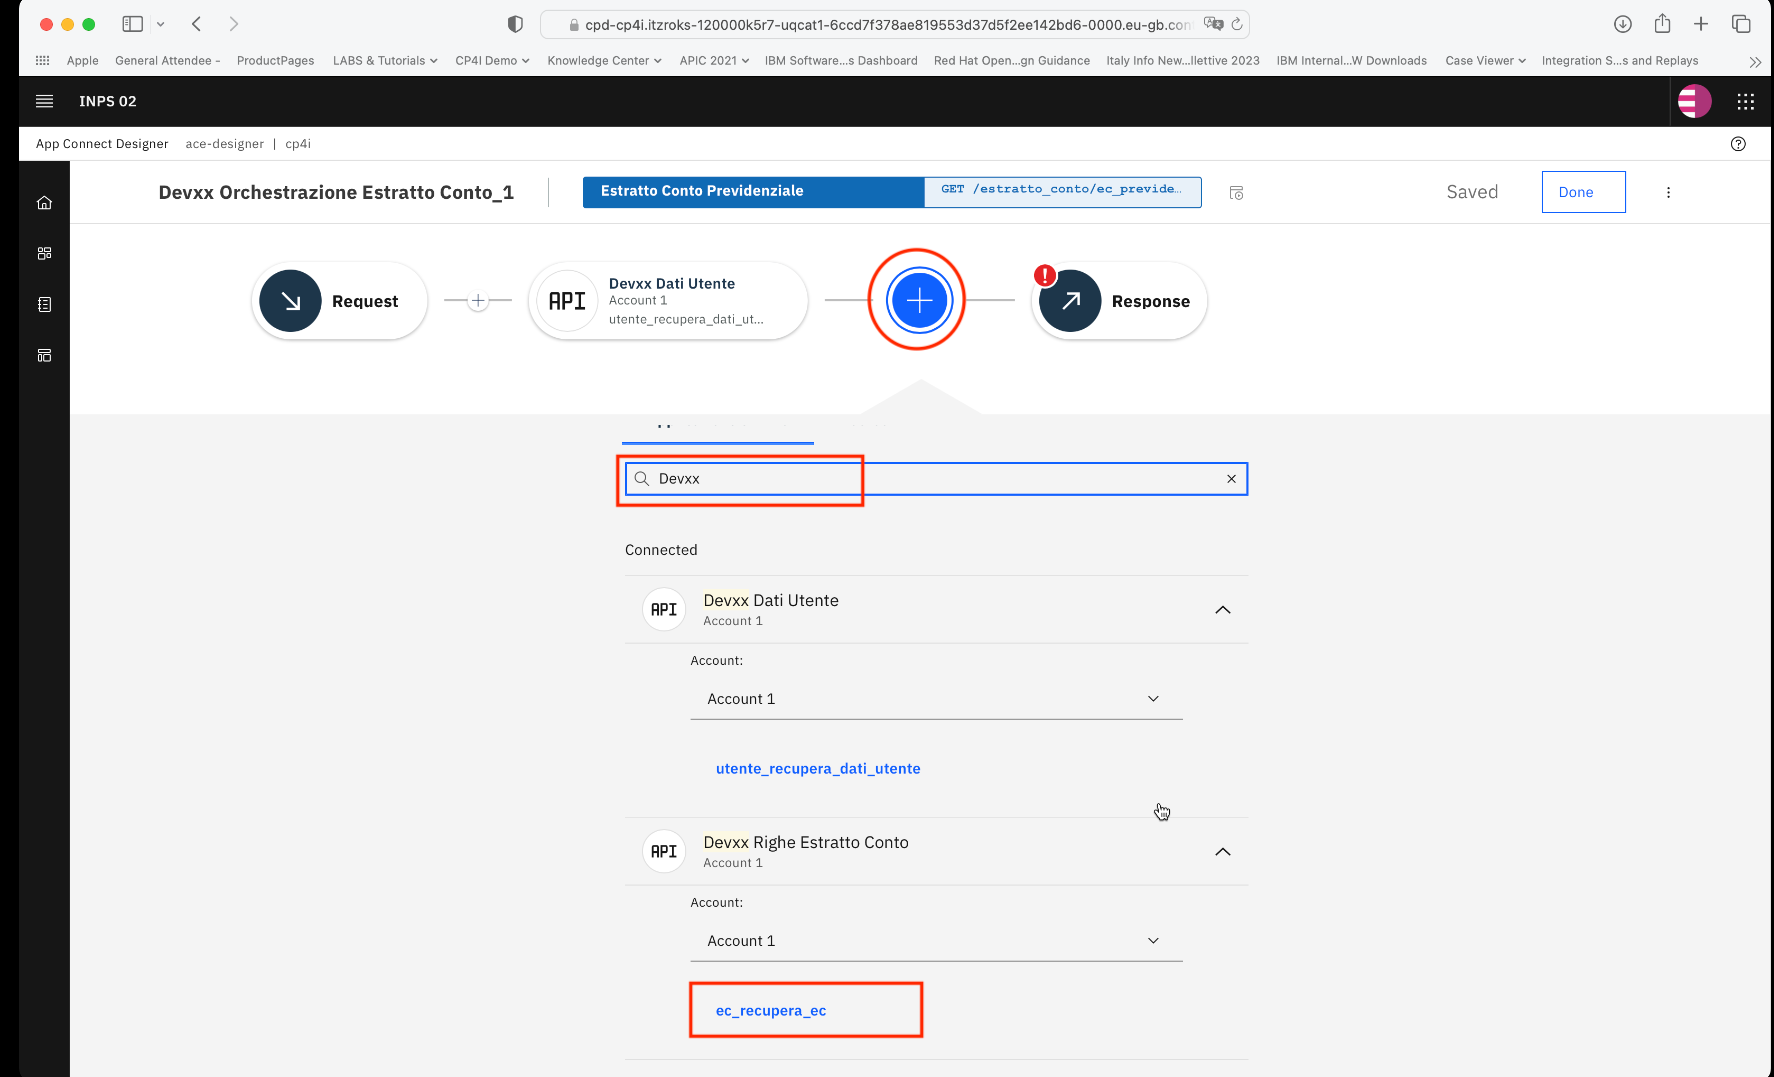 cpd-cp4i.itzroks-120000k5r7-uqcat1-6ccd7f378ae819553d37d5f2ee142bd6-0000.eu-gb.con
Apple General Attendee - ProductPages LABS & Tutorials CP4I Demo Knowledge Center APIC 2021 IBM Software...s Dashboard Red Hat Open...gn Guidance Italy Info New...llettive 2023 IBM Internal...W Downloads Case Viewer Integration S...s and Replays
INPS 02
App Connect Designer ace-designer | cp4i
Devxx Orchestrazione Estratto Conto_1 Estratto Conto Previdenziale GET /estratto_conto/ec_previde… Saved Done
Request
API
Devxx Dati Utente
Account 1
utente_recupera_dati_ut...
Response
Devxx
Connected
API
Devxx Dati Utente
Account 1
Account:
Account 1
utente_recupera_dati_utente
API
Devxx Righe Estratto Conto
Account 1
Account:
Account 1
ec_recupera_ec